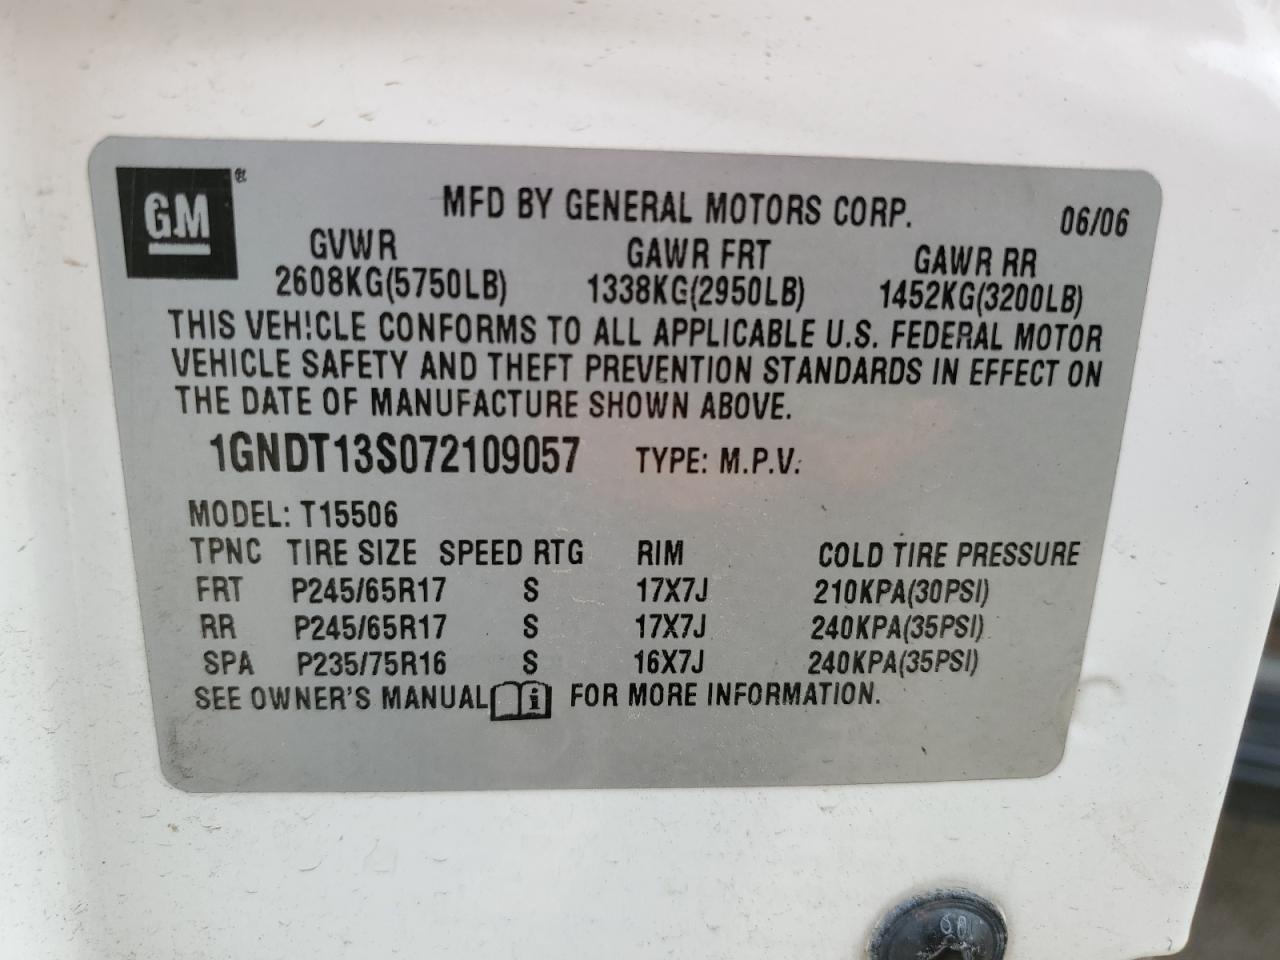 GM®
MFD BY GENERAL MOTORS CORP. 06/06
GVWR GAWR FRT GAWR RR
2608KG(5750LB) 1338KG(2950LB) 1452KG(3200LB)
THIS VEHICLE CONFORMS TO ALL APPLICABLE U.S. FEDERAL MOTOR
VEHICLE SAFETY AND THEFT PREVENTION STANDARDS IN EFFECT ON
THE DATE OF MANUFACTURE SHOWN ABOVE.
1GNDT13S072109057 TYPE: M.P.V.
MODEL: T15506
TPNC TIRE SIZE SPEED RTG RIM COLD TIRE PRESSURE
FRT P245/65R17 S 17X7J 210KPA(30PSI)
RR P245/65R17 S 17X7J 240KPA(35PSI)
SPA P235/75R16 S 16X7J 240KPA(35PSI)
SEE OWNER'S MANUAL i FOR MORE INFORMATION.